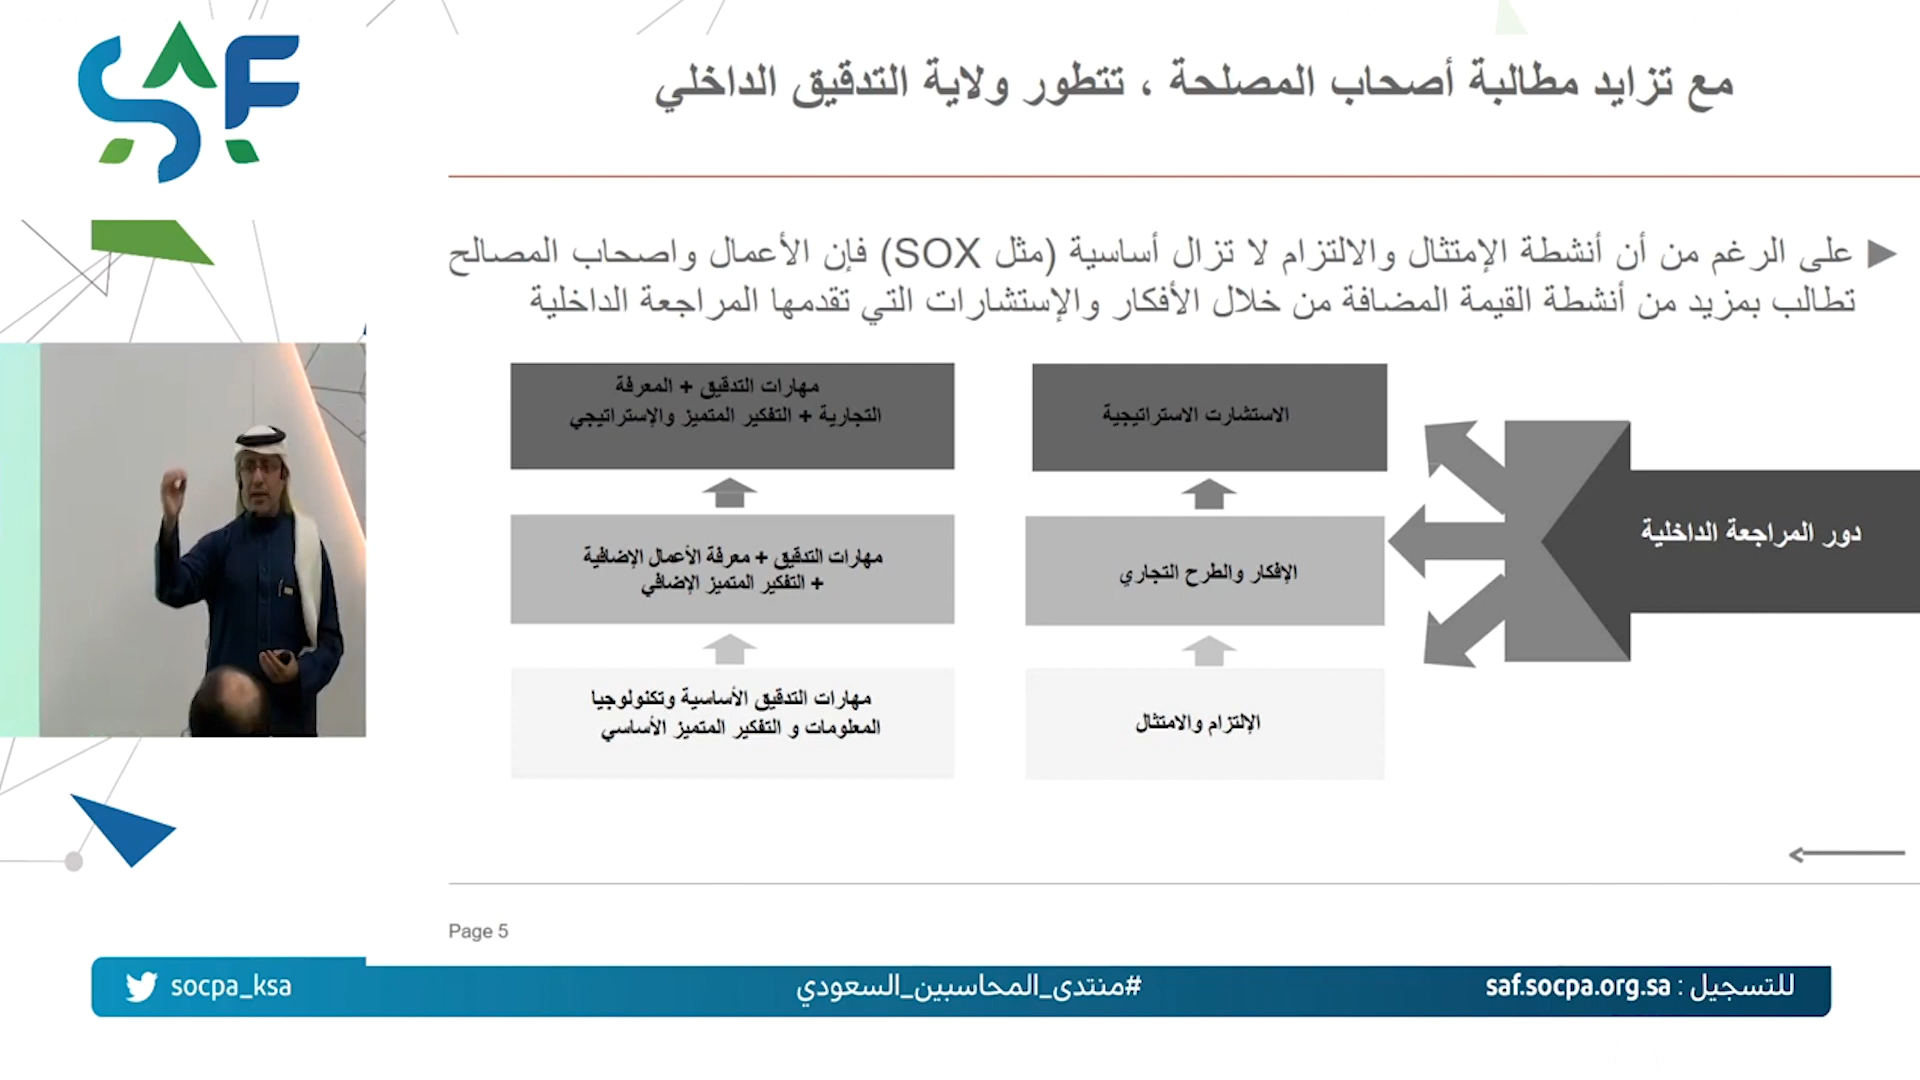 SAF
مع تزايد مطالبة أصحاب المصلحة ، تتطور ولاية التدقيق الداخلي
على الرغم من أن أنشطة الإمتثال والالتزام لا تزال أساسية (مثل SOX) فإن الأعمال واصحاب المصالح
تطالب بمزيد من أنشطة القيمة المضافة من خلال الأفكار والإستشارات التي تقدمها المراجعة الداخلية
دور المراجعة الداخلية
الاستشارت الاستراتيجية
مهارات التدقيق + المعرفة
التجارية + التفكير المتميز والإستراتيجي
الإفكار والطرح التجاري
مهارات التدقيق + معرفة الأعمال الإضافية
+ التفكير المتميز الإضافي
الإلتزام والامتثال
مهارات التدقيق الأساسية وتكنولوجيا
المعلومات و التفكير المتميز الأساسي
Page 5
للتسجيل : saf.socpa.org.sa
#منتدى_المحاسبين_السعودي
socpa_ksa